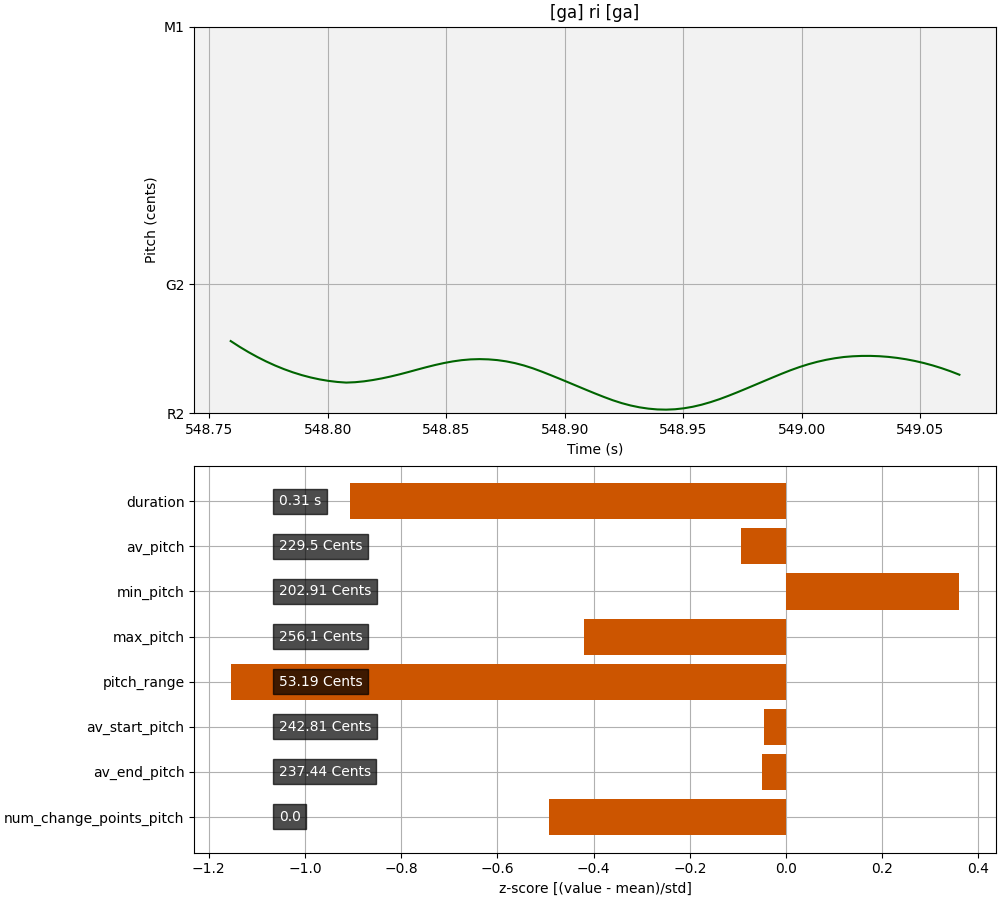 [ga] ri [ga]
M1
G2
R2
Pitch (cents)
548.75 548.80 548.85 548.90 548.95 549.00 549.05
Time (s)
duration 0.31 s
av_pitch 229.5 Cents
min_pitch 202.91 Cents
max_pitch 256.1 Cents
pitch_range 53.19 Cents
av_start_pitch 242.81 Cents
av_end_pitch 237.44 Cents
num_change_points_pitch 0.0
−1.2 −1.0 −0.8 −0.6 −0.4 −0.2 0.0 0.2 0.4
z-score [(value - mean)/std]